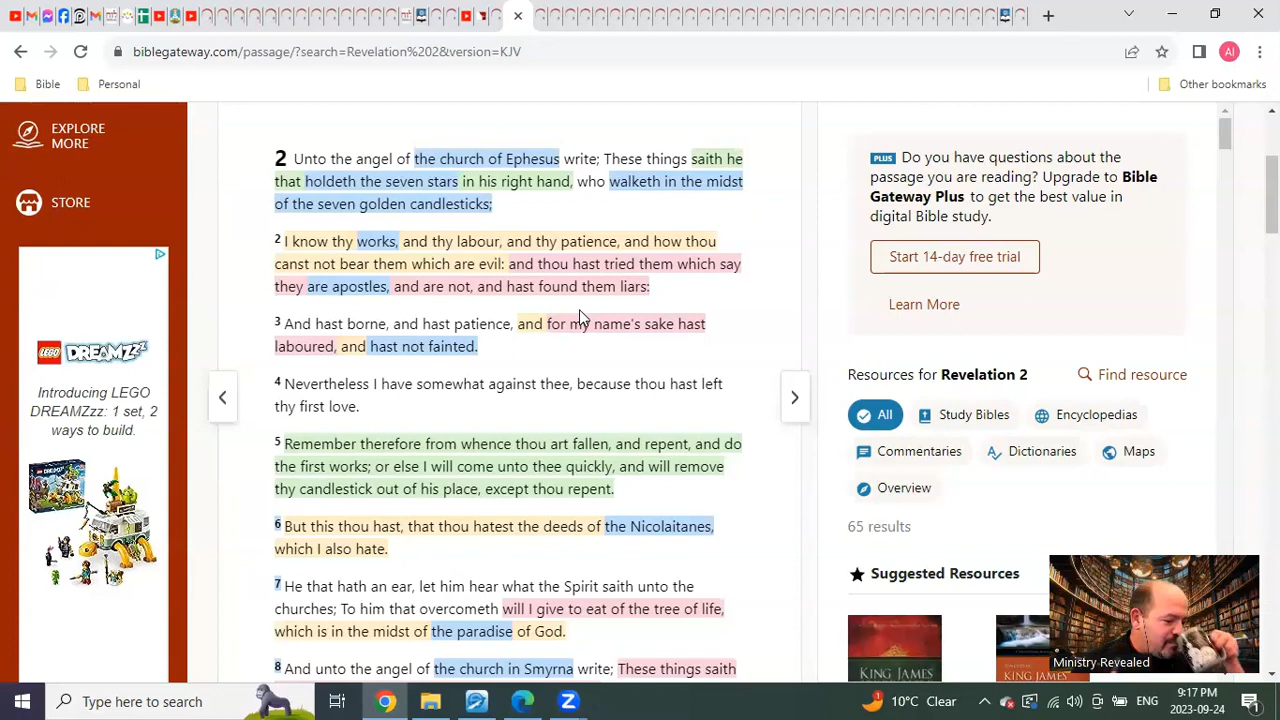 biblegateway.com/passage/?search=Revelation%202&version=KJV
AI
Bible
Personal
Other bookmarks
EXPLORE
MORE
STORE
LEGO DREAMZzz
Introducing LEGO
DREAMZzz: 1 set, 2
ways to build.
2 Unto the angel of the church of Ephesus write; These things saith he
that holdeth the seven stars in his right hand, who walketh in the midst
of the seven golden candlesticks;
2 I know thy works, and thy labour, and thy patience, and how thou
canst not bear them which are evil: and thou hast tried them which say
they are apostles, and are not, and hast found them liars:
3 And hast borne, and hast patience, and for my name's sake hast
laboured, and hast not fainted.
4 Nevertheless I have somewhat against thee, because thou hast left
thy first love.
5 Remember therefore from whence thou art fallen, and repent, and do
the first works; or else I will come unto thee quickly, and will remove
thy candlestick out of his place, except thou repent.
6 But this thou hast, that thou hatest the deeds of the Nicolaitanes,
which I also hate.
7 He that hath an ear, let him hear what the Spirit saith unto the
churches; To him that overcometh will I give to eat of the tree of life,
which is in the midst of the paradise of God.
8 And unto the angel of the church in Smyrna write; These things saith
PLUS Do you have questions about the
passage you are reading? Upgrade to Bible
Gateway Plus to get the best value in
digital Bible study.
Start 14-day free trial
Learn More
Resources for Revelation 2
Find resource
All
Study Bibles
Encyclopedias
Commentaries
Dictionaries
Maps
Overview
65 results
Suggested Resources
KING JAMES
KING JAMES
Ministry Revealed
Type here to search
1
10°C Clear
ENG
9:17 PM
2023-09-24
1